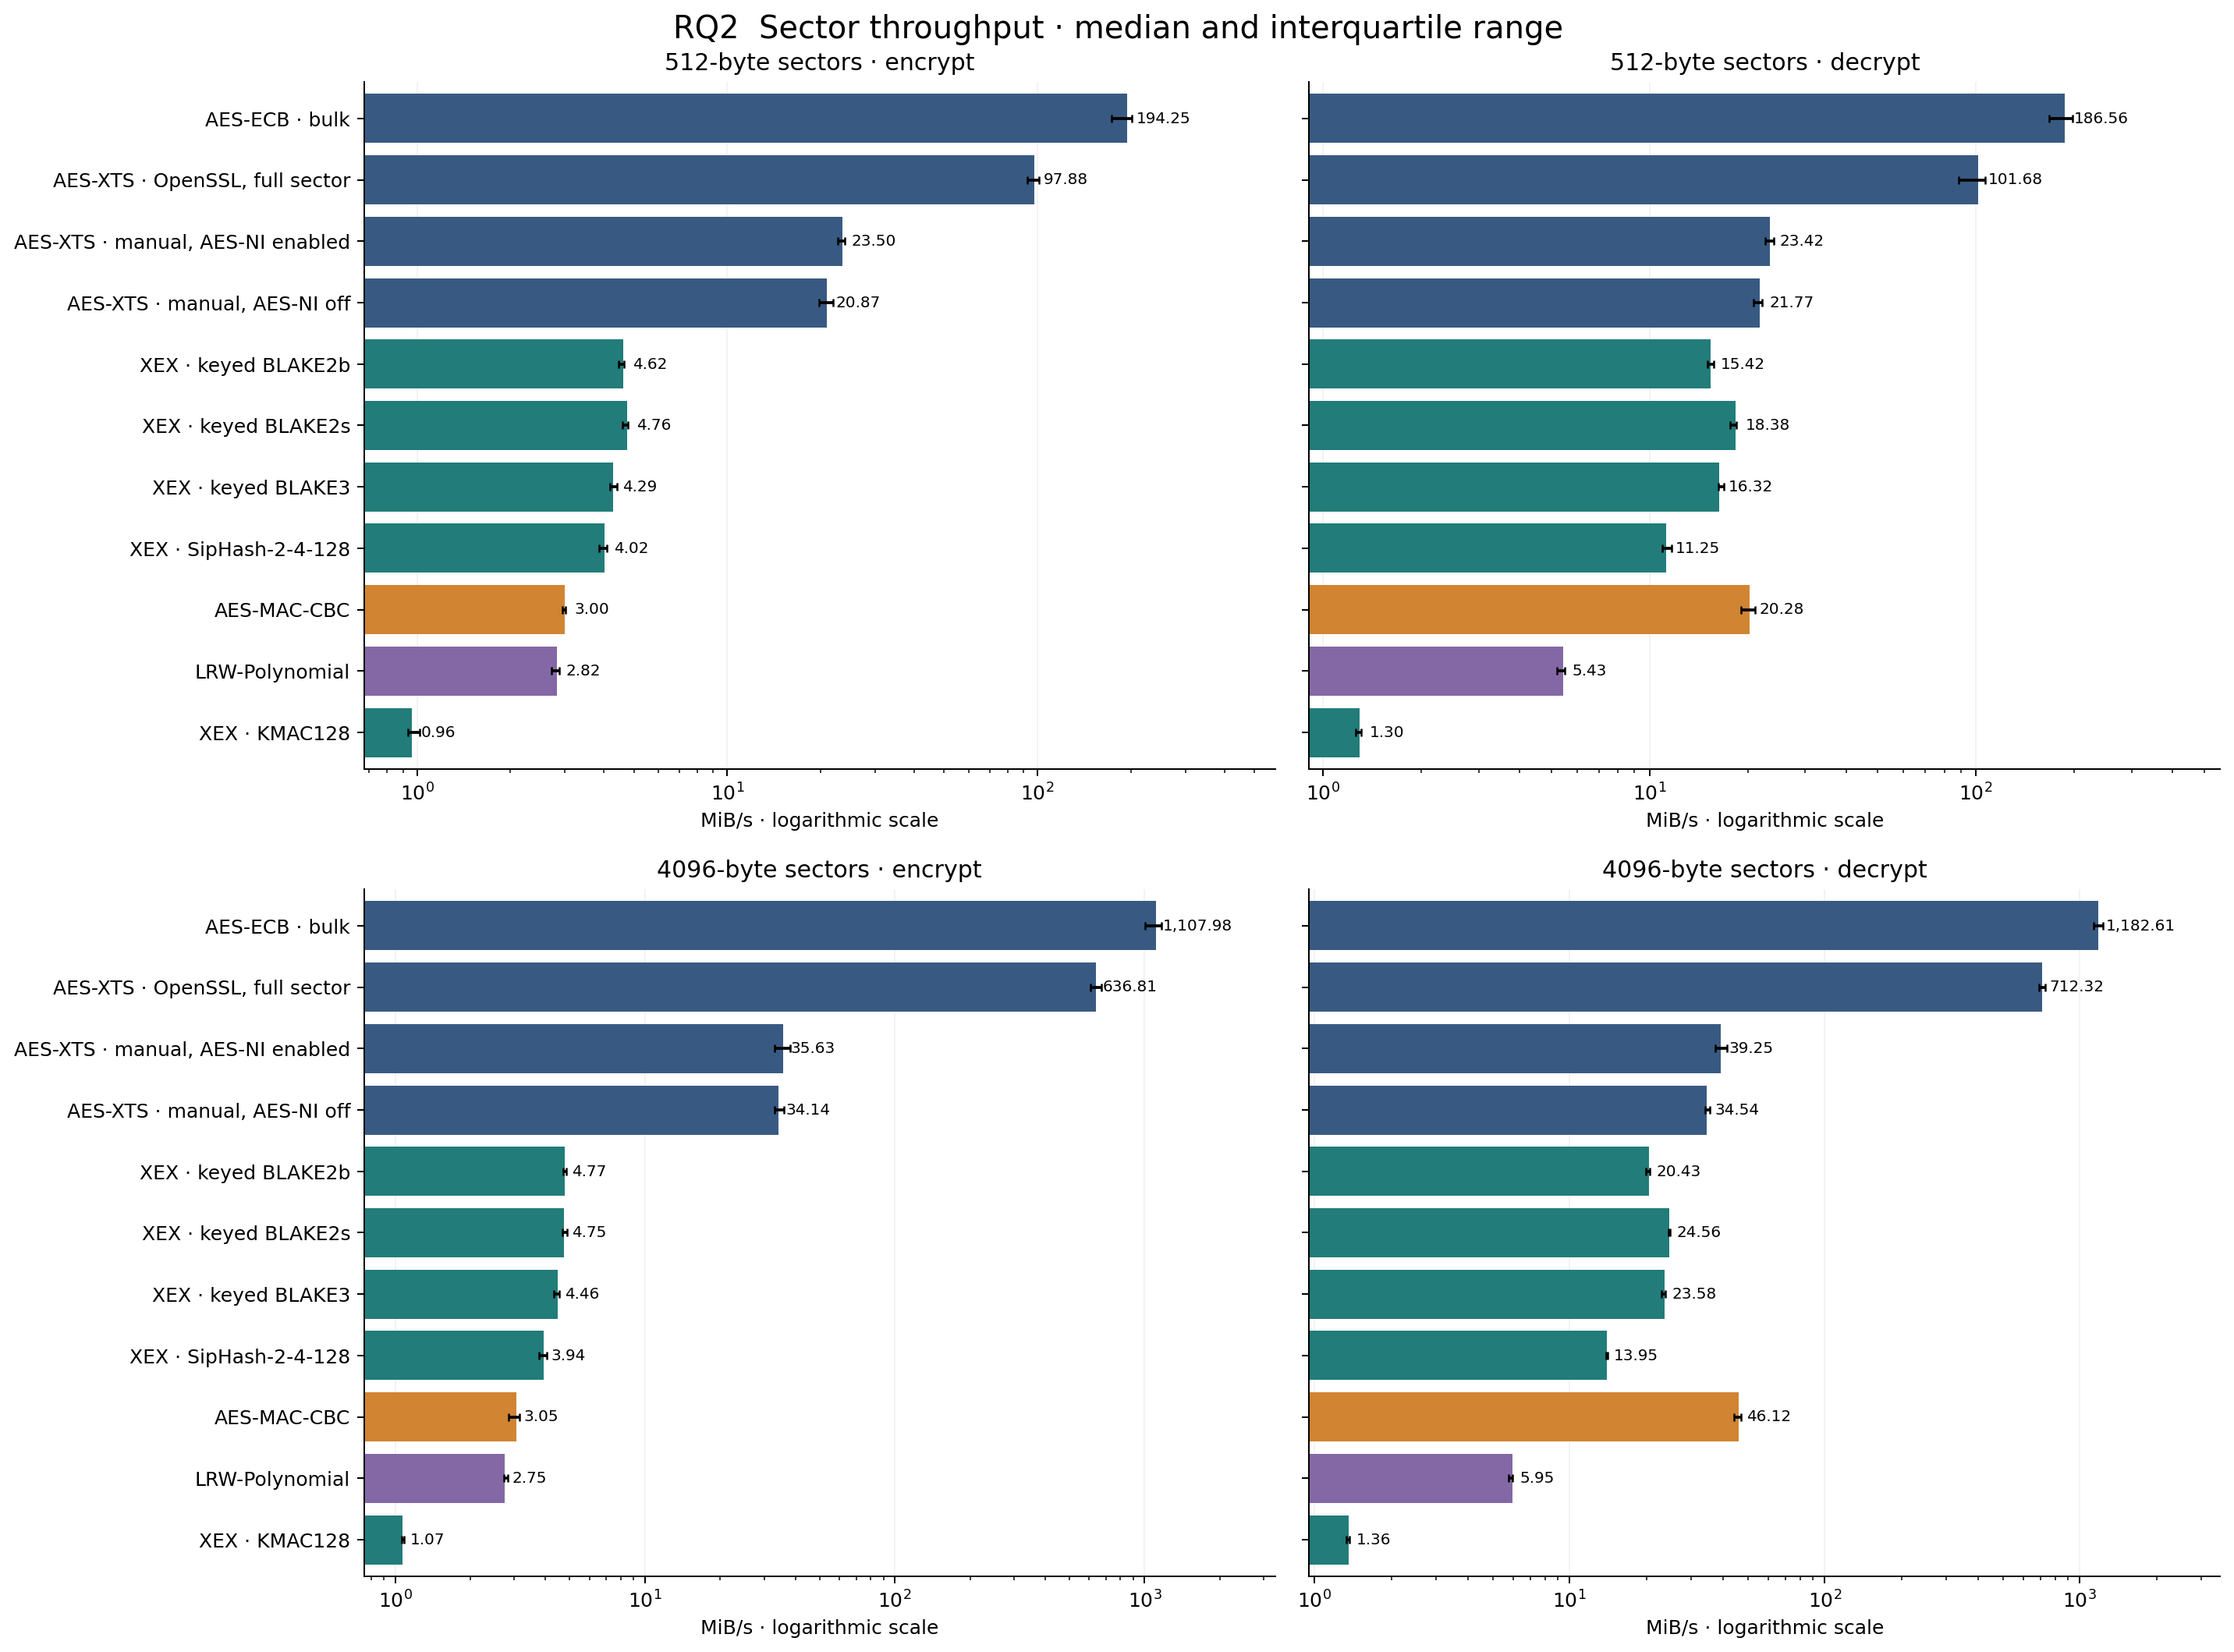 RQ2  Sector throughput · median and interquartile range
512-byte sectors · encrypt
AES-ECB · bulk
194.25
AES-XTS · OpenSSL, full sector
97.88
AES-XTS · manual, AES-NI enabled
23.50
AES-XTS · manual, AES-NI off
20.87
XEX · keyed BLAKE2b
4.62
XEX · keyed BLAKE2s
4.76
XEX · keyed BLAKE3
4.29
XEX · SipHash-2-4-128
4.02
AES-MAC-CBC
3.00
LRW-Polynomial
2.82
XEX · KMAC128
0.96
10⁰ 10¹ 10²
MiB/s · logarithmic scale
512-byte sectors · decrypt
186.56
101.68
23.42
21.77
15.42
18.38
16.32
11.25
20.28
5.43
1.30
10⁰ 10¹ 10²
MiB/s · logarithmic scale
4096-byte sectors · encrypt
AES-ECB · bulk
1,107.98
AES-XTS · OpenSSL, full sector
636.81
AES-XTS · manual, AES-NI enabled
35.63
AES-XTS · manual, AES-NI off
34.14
XEX · keyed BLAKE2b
4.77
XEX · keyed BLAKE2s
4.75
XEX · keyed BLAKE3
4.46
XEX · SipHash-2-4-128
3.94
AES-MAC-CBC
3.05
LRW-Polynomial
2.75
XEX · KMAC128
1.07
10⁰ 10¹ 10² 10³
MiB/s · logarithmic scale
4096-byte sectors · decrypt
1,182.61
712.32
39.25
34.54
20.43
24.56
23.58
13.95
46.12
5.95
1.36
10⁰ 10¹ 10² 10³
MiB/s · logarithmic scale